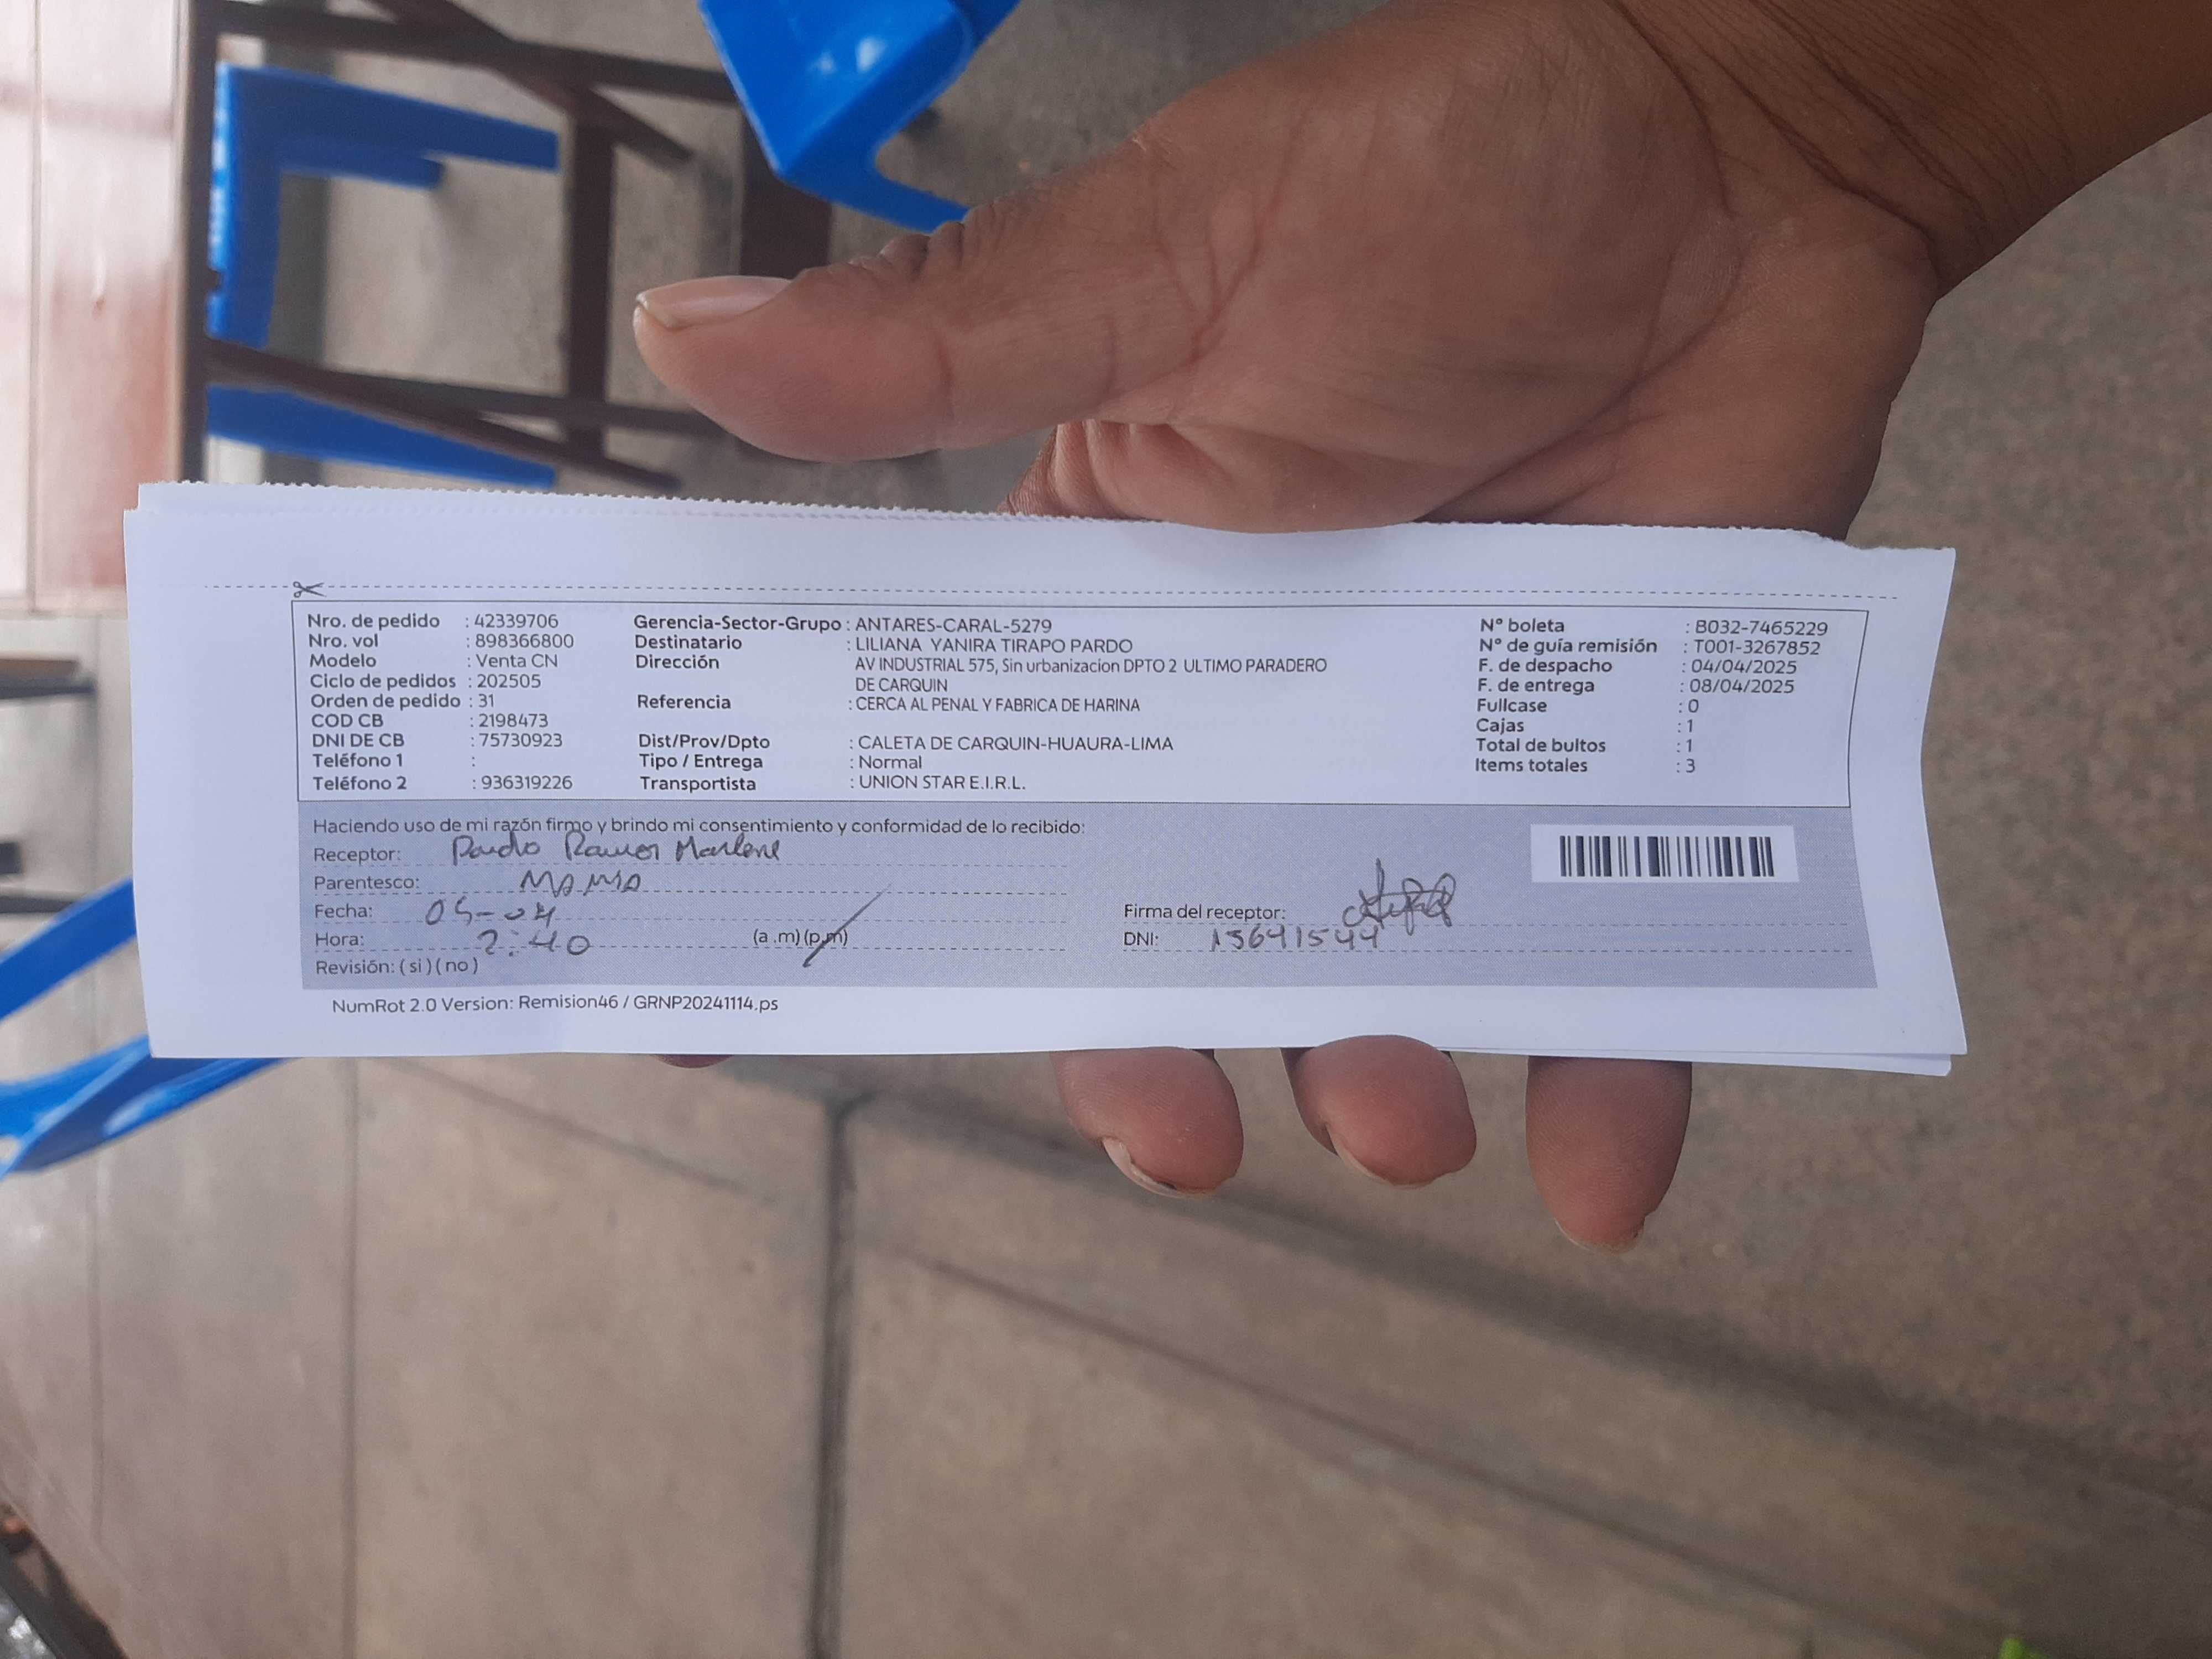 Nro. de pedido : 42339706
Nro. vol : 898366800
Modelo : Venta CN
Ciclo de pedidos : 202505
Orden de pedido : 31
COD CB : 2198473
DNI DE CB : 75730923
Teléfono 1 :
Teléfono 2 : 936319226
Gerencia-Sector-Grupo : ANTARES-CARAL-5279
Destinatario : LILIANA YANIRA TIRAPO PARDO
Dirección AV INDUSTRIAL 575, Sin urbanizacion DPTO 2 ULTIMO PARADERO
DE CARQUIN
Referencia : CERCA AL PENAL Y FABRICA DE HARINA
Dist/Prov/Dpto : CALETA DE CARQUIN-HUAURA-LIMA
Tipo / Entrega : Normal
Transportista : UNION STAR E.I.R.L.
Nº boleta : B032-7465229
Nº de guía remisión : T001-3267852
F. de despacho : 04/04/2025
F. de entrega : 08/04/2025
Fullcase : 0
Cajas : 1
Total de bultos : 1
Items totales : 3
Haciendo uso de mi razón firmo y brindo mi consentimiento y conformidad de lo recibido:
Receptor: Pardo Ramos Marlene
Parentesco: MAMA
Fecha: 05-04
Hora: 2:40 (a .m) (p.m)
Revisión: ( si ) ( no )
Firma del receptor:
DNI: 15641544
NumRot 2.0 Version: Remision46 / GRNP20241114.ps